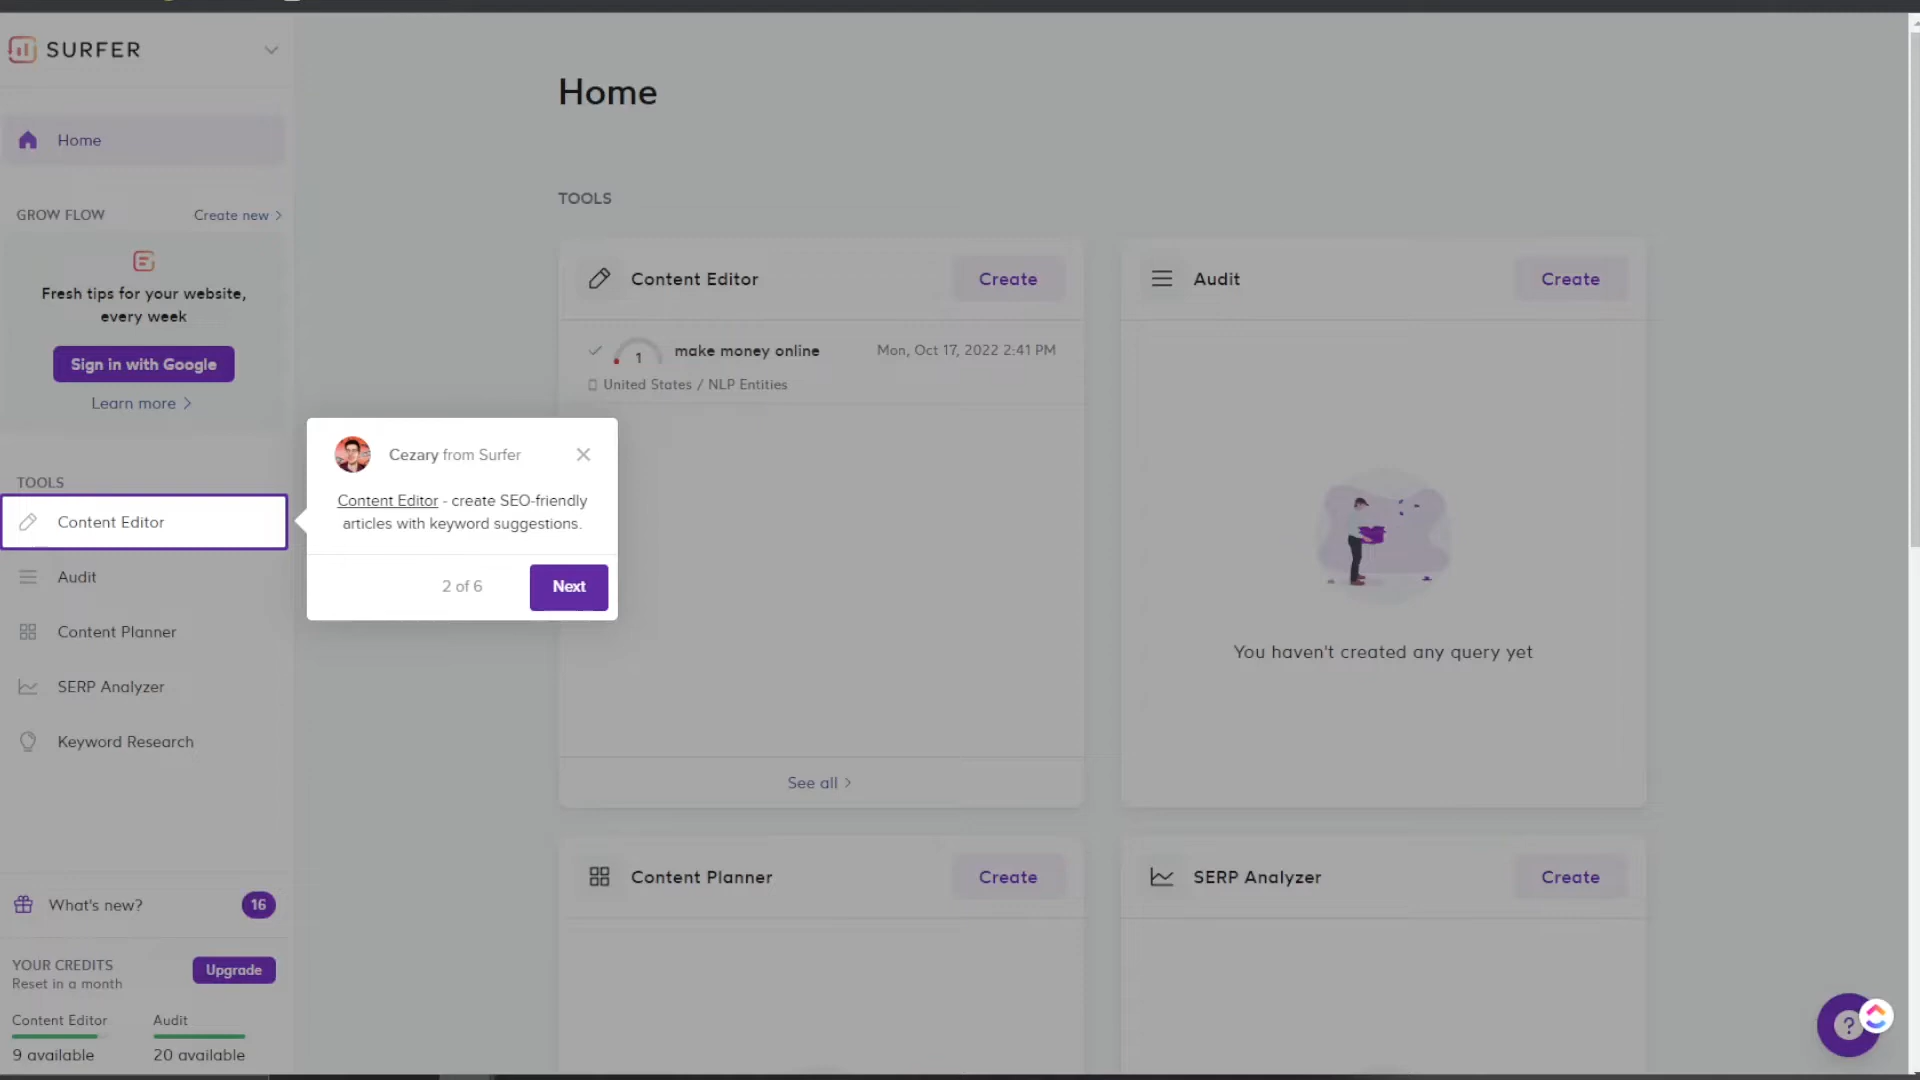 SURFER
Home
GROW FLOW
Create new
Fresh tips for your website,
every week
Sign in with Google
Learn more
TOOLS
Content Editor
Audit
Content Planner
SERP Analyzer
Keyword Research
What's new?
16
YOUR CREDITS
Reset in a month
Upgrade
Content Editor
9 available
Audit
20 available
Cezary from Surfer
Content Editor - create SEO-friendly
articles with keyword suggestions.
2 of 6
Next
Home
TOOLS
Content Editor
Create
1
make money online
Mon, Oct 17, 2022 2:41 PM
United States / NLP Entities
See all
Audit
Create
You haven't created any query yet
Content Planner
Create
SERP Analyzer
Create
?